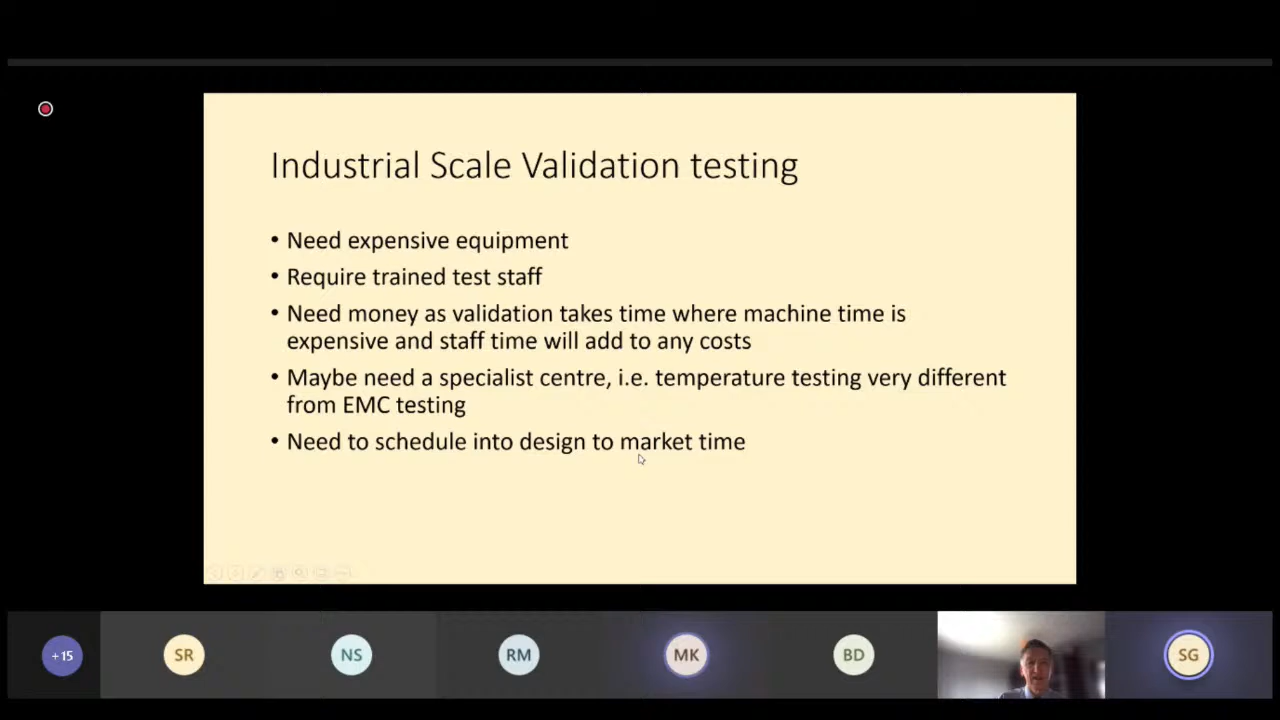 Industrial Scale Validation testing
• Need expensive equipment
• Require trained test staff
• Need money as validation takes time where machine time is
expensive and staff time will add to any costs
• Maybe need a specialist centre, i.e. temperature testing very different
from EMC testing
• Need to schedule into design to market time
+15
SR
NS
RM
MK
BD
SG